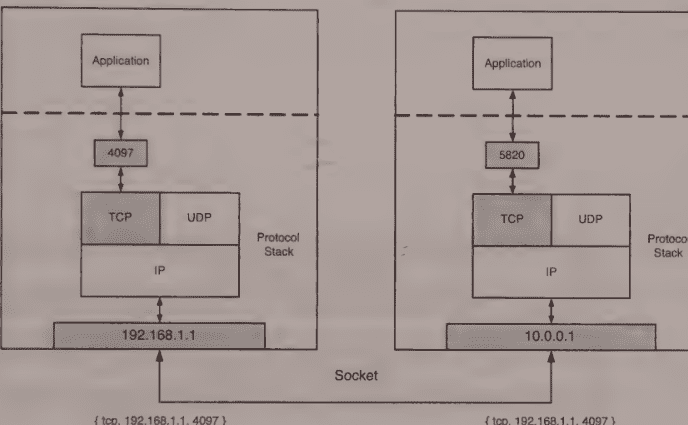 Application
4097
TCP
UDP
Protocol
Stack
IP
192.168.1.1
Application
5820
TCP
UDP
Protocol
Stack
IP
10.0.0.1
Socket
{ tcp, 192.168.1.1, 4097 }
{ tcp, 192.168.1.1, 4097 }